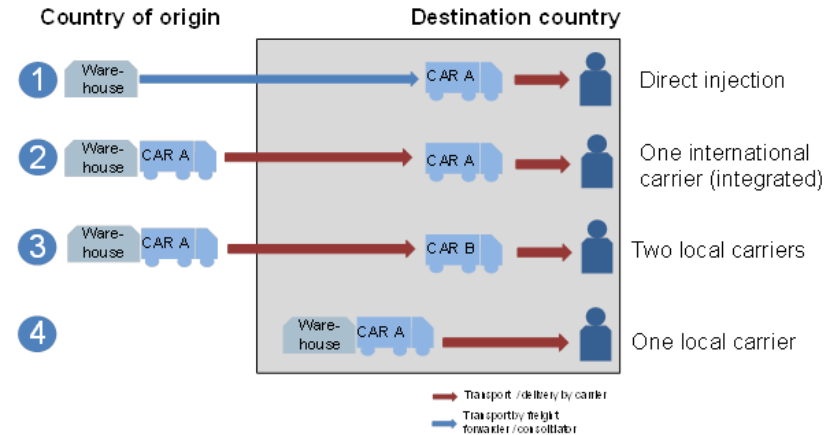 Country of origin
Destination country
1
Ware-
house
CAR A
Direct injection
2
Ware-
house
CAR A
CAR A
One international
carrier (integrated)
3
Ware-
house
CAR A
CAR B
Two local carriers
4
Ware-
house
CAR A
One local carrier
Transport / delivery by carrier
Transport by freight
forwarder / consolidator